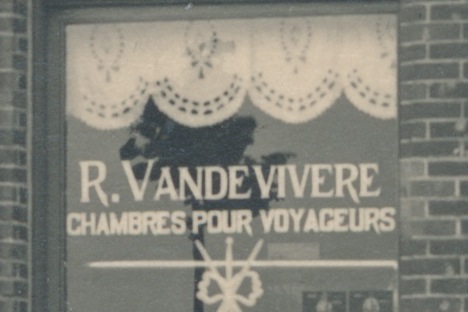 R. VANDEVIVERE
CHAMBRES POUR VOYAGEURS